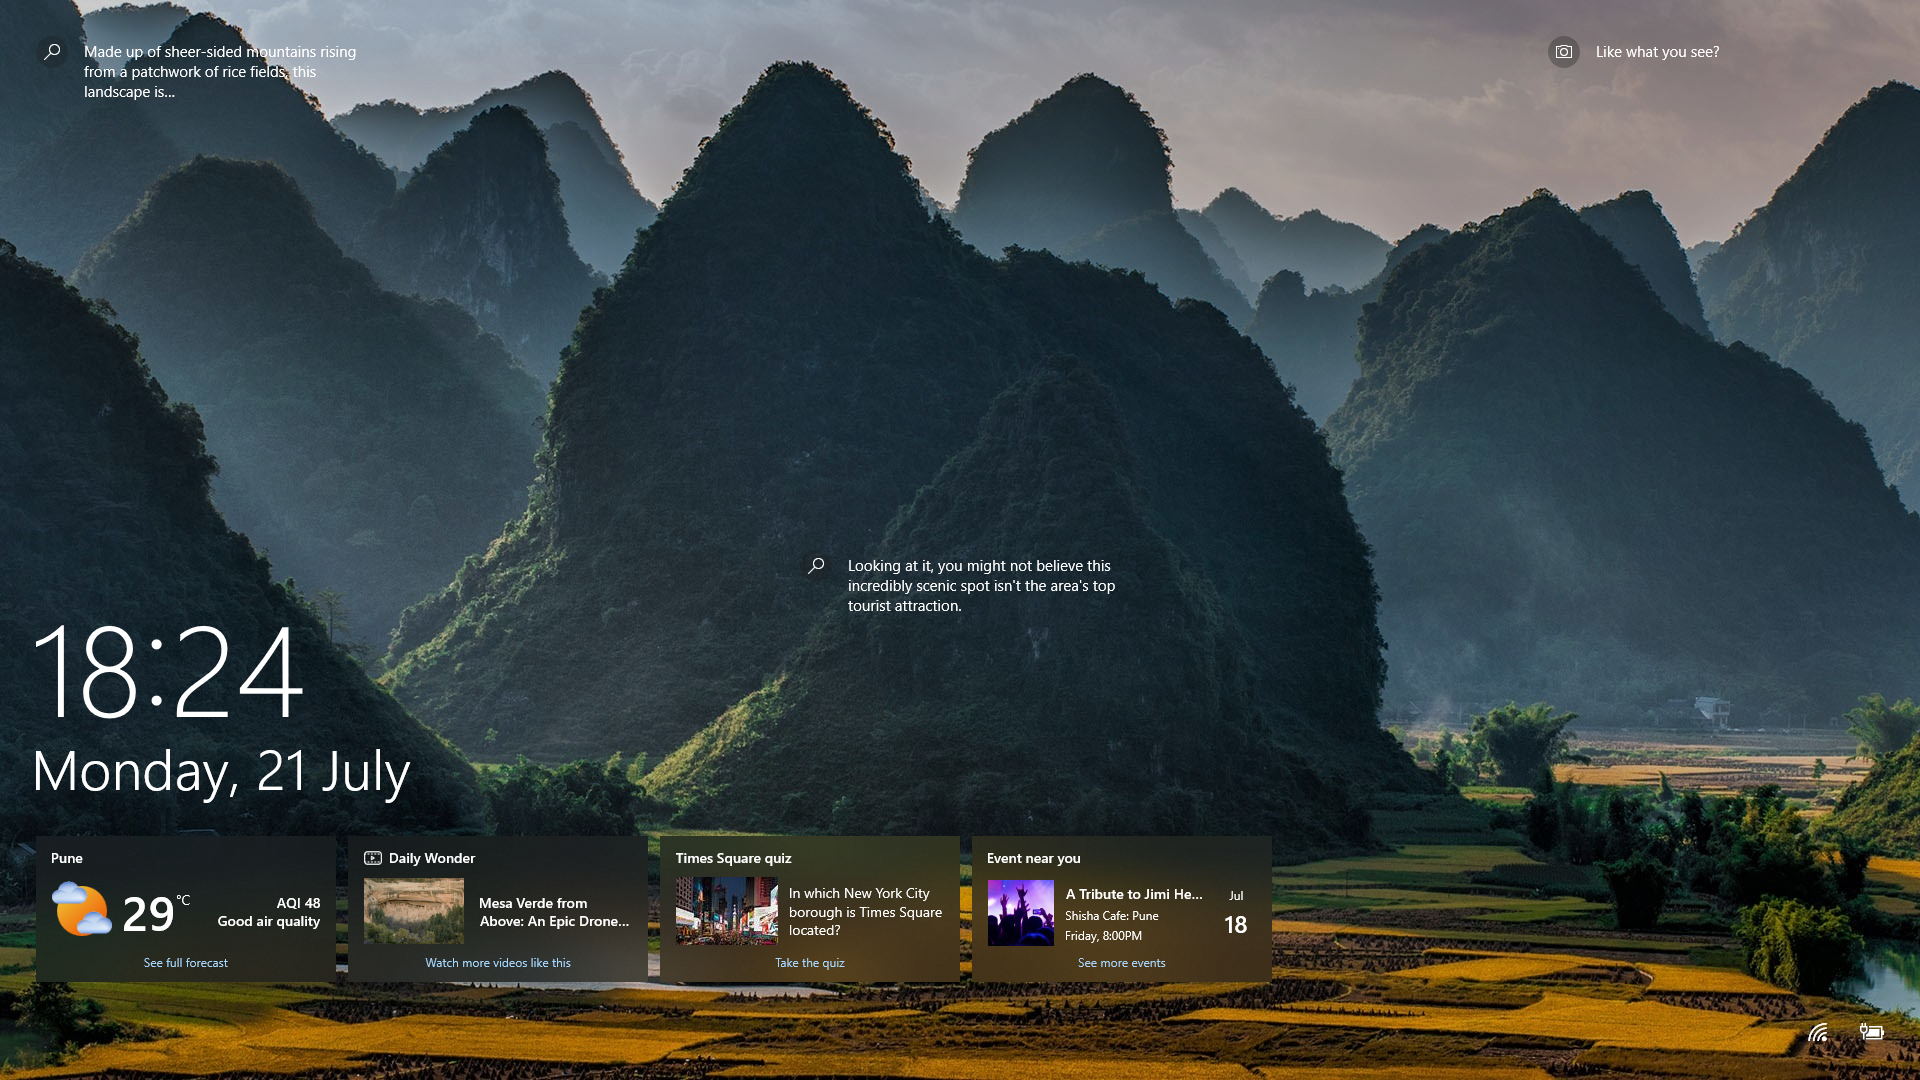 Made up of sheer-sided mountains rising
from a patchwork of rice fields, this
landscape is...
Like what you see?
Looking at it, you might not believe this
incredibly scenic spot isn't the area's top
tourist attraction.
18:24
Monday, 21 July
Pune
29 °C
AQI 48
Good air quality
See full forecast
Daily Wonder
Mesa Verde from
Above: An Epic Drone...
Watch more videos like this
Times Square quiz
In which New York City
borough is Times Square
located?
Take the quiz
Event near you
A Tribute to Jimi He...
Shisha Cafe: Pune
Friday, 8:00PM
Jul
18
See more events